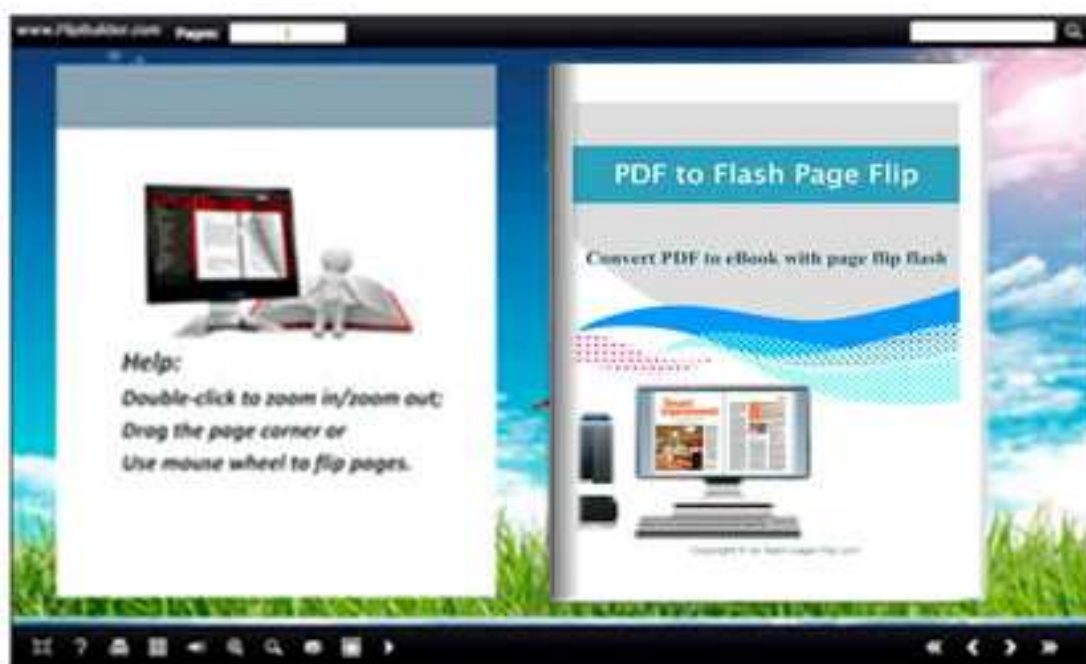 www.FlipBuilder.com Pages:
PDF to Flash Page Flip
Convert PDF to eBook with page flip flash
Help:
Double-click to zoom in/zoom out;
Drag the page corner or
Use mouse wheel to flip pages.